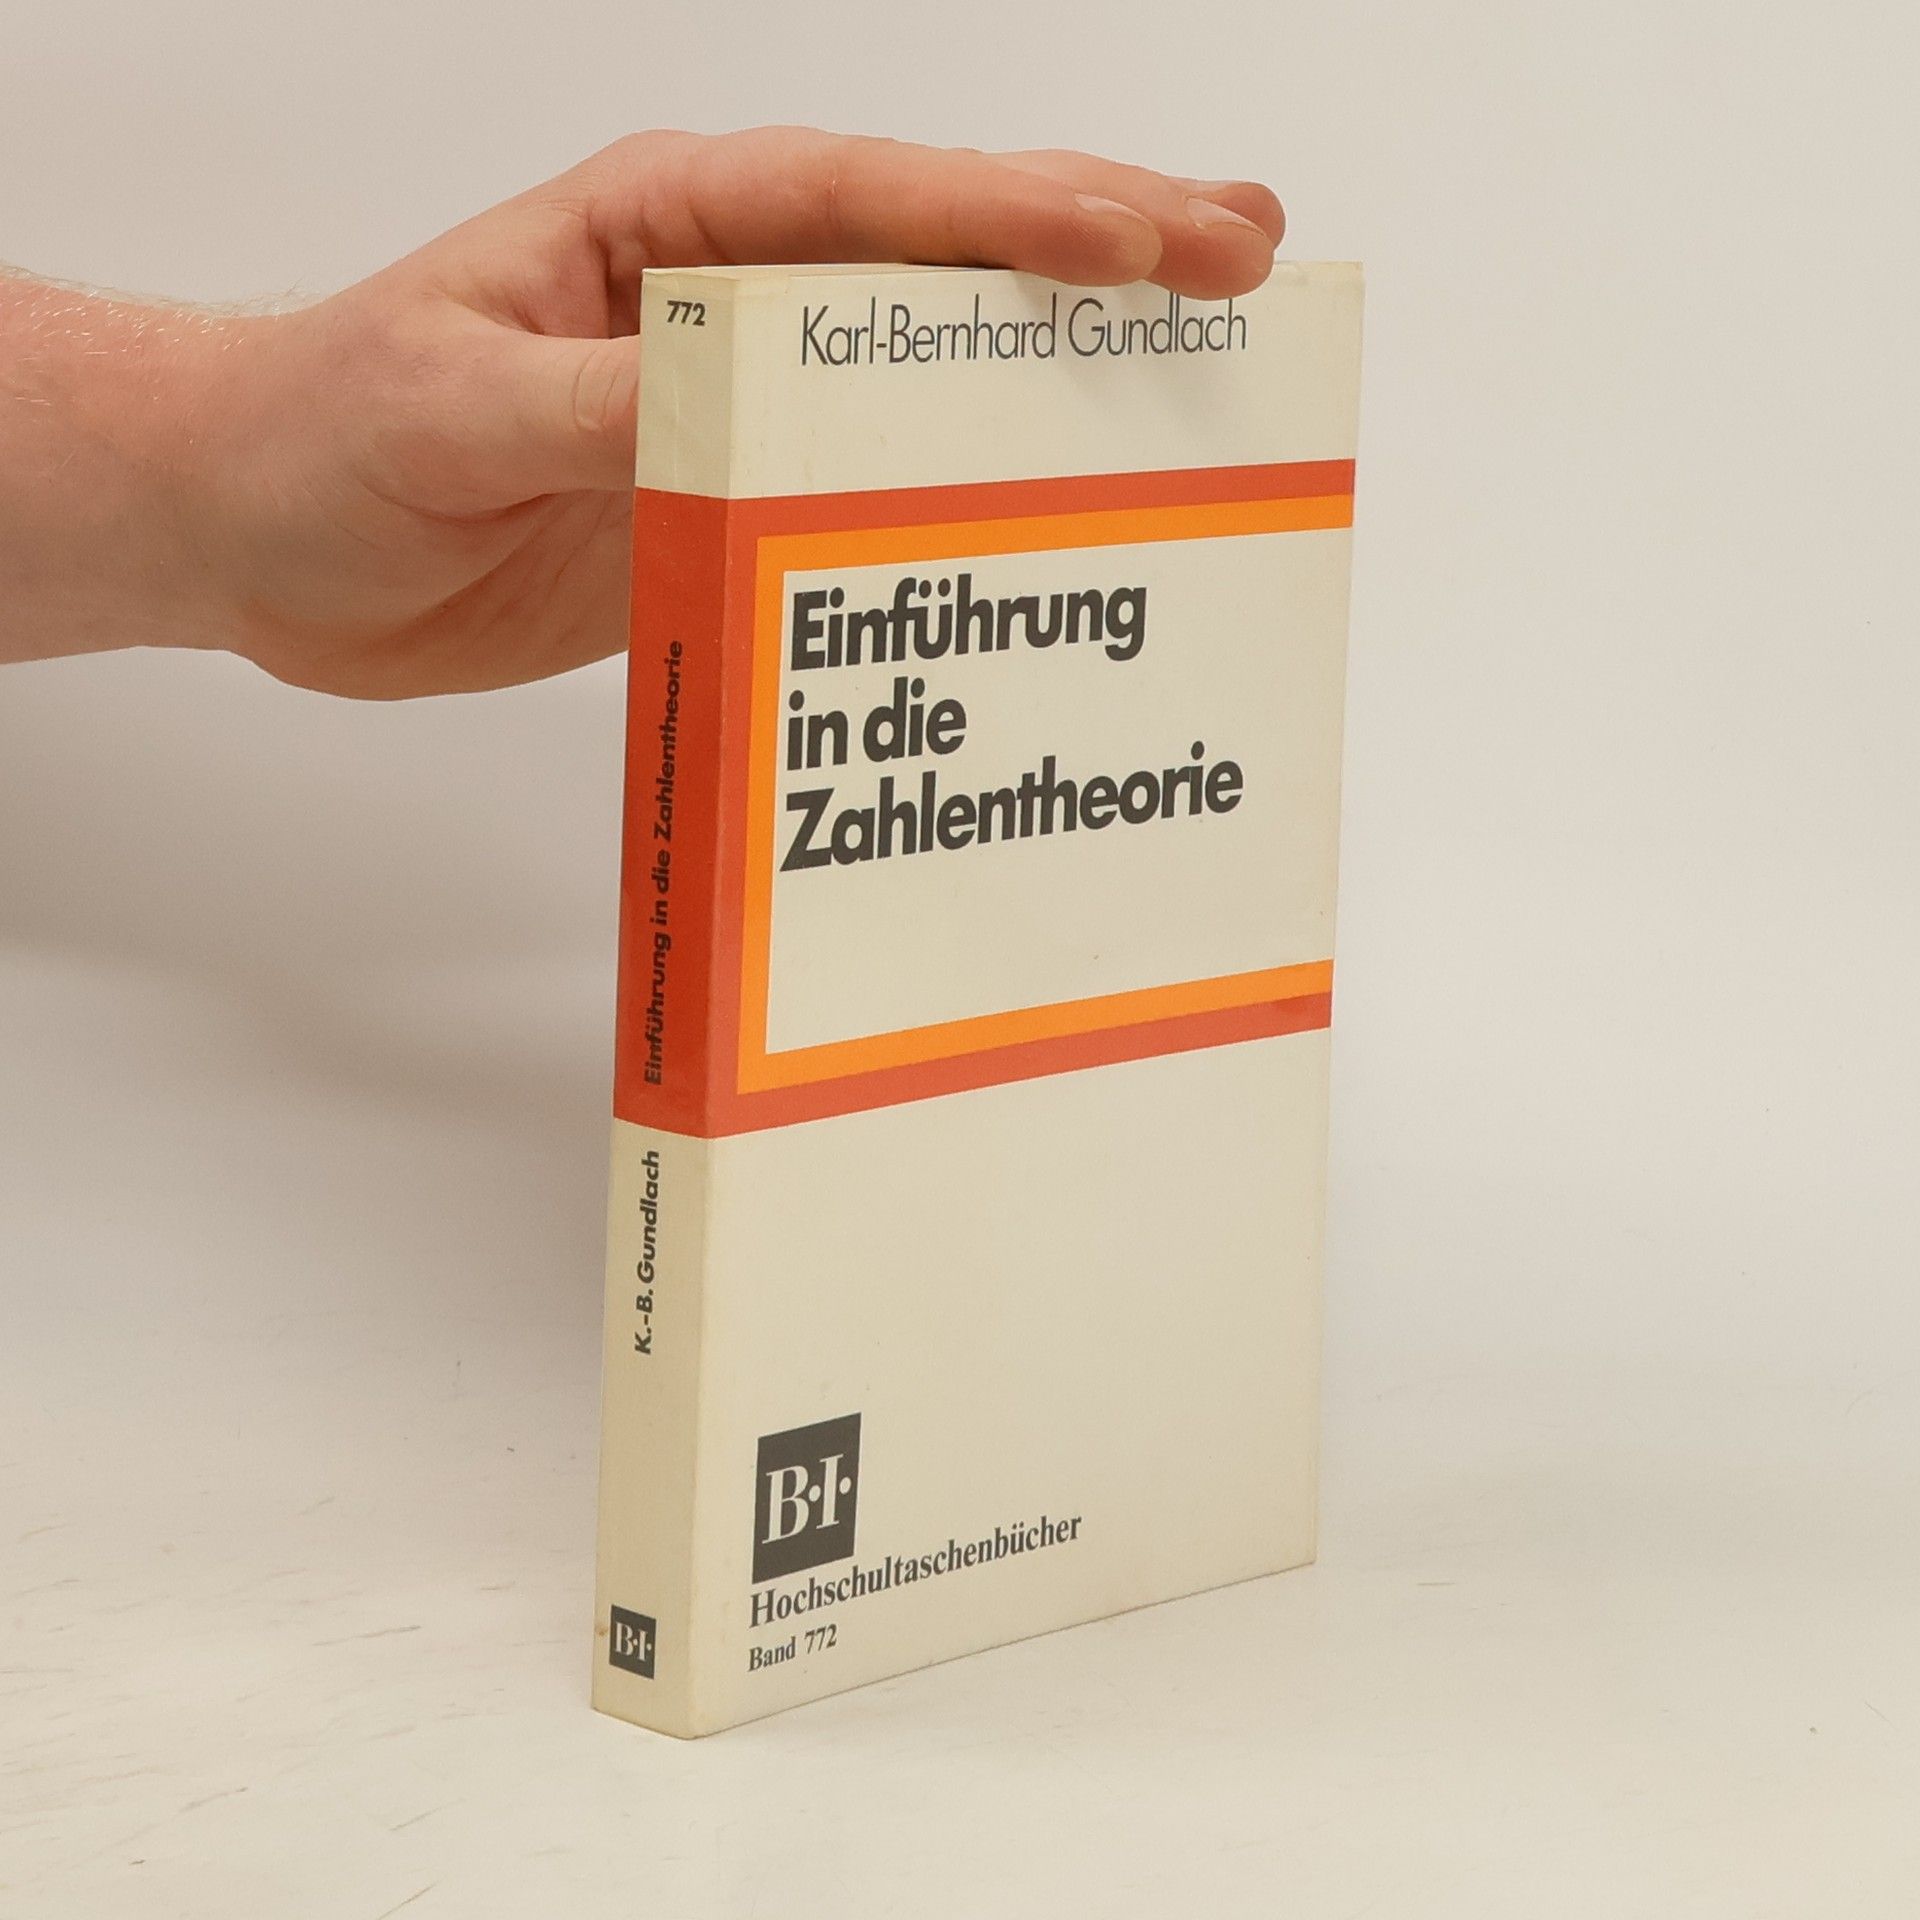 772
Einführung in die Zahlentheorie
K.-B. Gundlach
B·I·
Karl-Bernhard Gundlach
Einführung
in die
Zahlentheorie
B·I·
Hochschultaschenbücher
Band 772